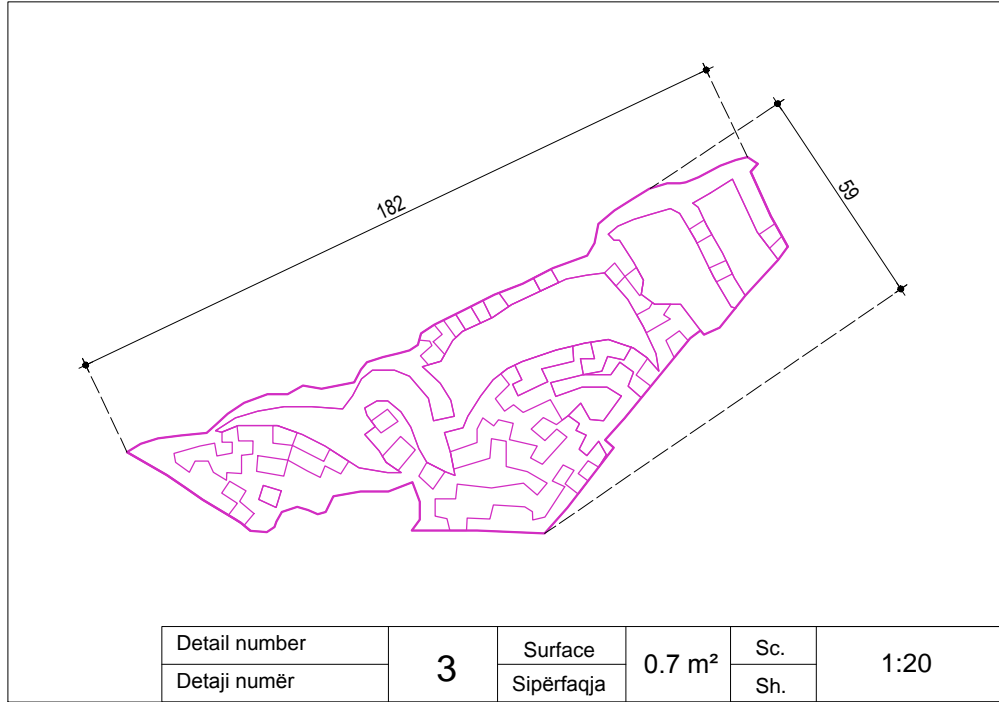 182
59
Detail number
Detaji numër
3
Surface
Sipërfaqja
0.7 m²
Sc.
Sh.
1:20